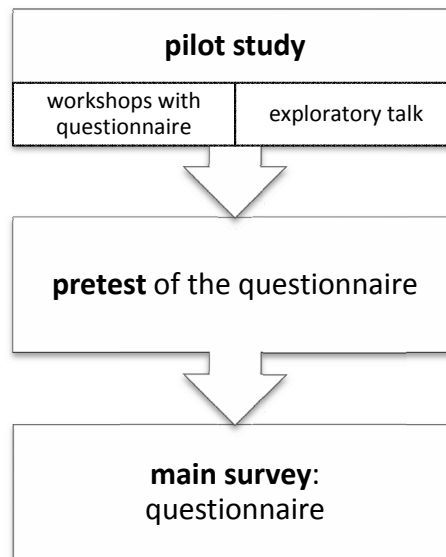 pilot study
workshops with
questionnaire
exploratory talk
pretest of the questionnaire
main survey:
questionnaire